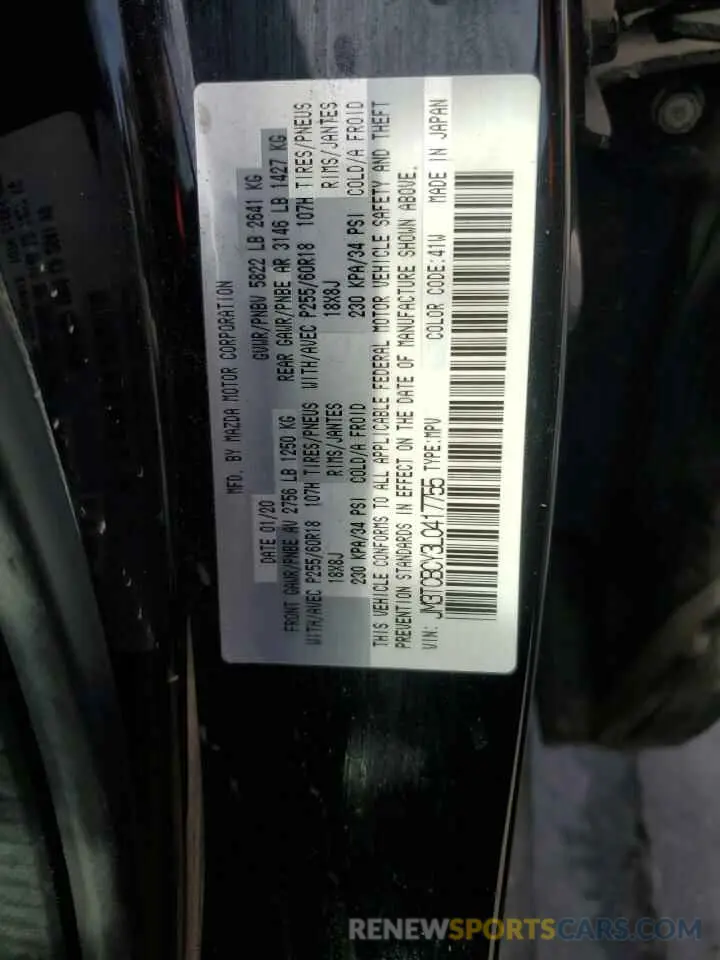 MFD. BY MAZDA MOTOR CORPORATION
DATE 01/20 GVWR/PNBV 5822 LB 2641 KG
FRONT GAWR/PNBE AV 2756 LB 1250 KG REAR GAWR/PNBE AR 3146 LB 1427 KG
WITH/AVEC P255/60R18 107H TIRES/PNEUS WITH/AVEC P255/60R18 107H TIRES/PNEUS
18X8J RIMS/JANTES 18X8J RIMS/JANTES
230 KPA/34 PSI COLD/A FROID 230 KPA/34 PSI COLD/A FROID
THIS VEHICLE CONFORMS TO ALL APPLICABLE FEDERAL MOTOR VEHICLE SAFETY AND THEFT
PREVENTION STANDARDS IN EFFECT ON THE DATE OF MANUFACTURE SHOWN ABOVE.
VIN: JM3TCBCV3L0417755 TYPE:MPV COLOR CODE:41W MADE IN JAPAN
RENEWSPORTSCARS.COM